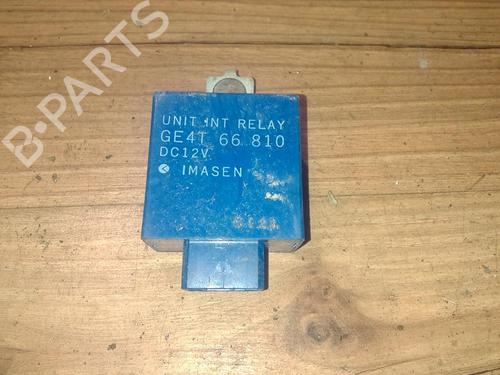 B-PARTS
UNIT INT RELAY
GE4T 66 810
DC12V
IMASEN